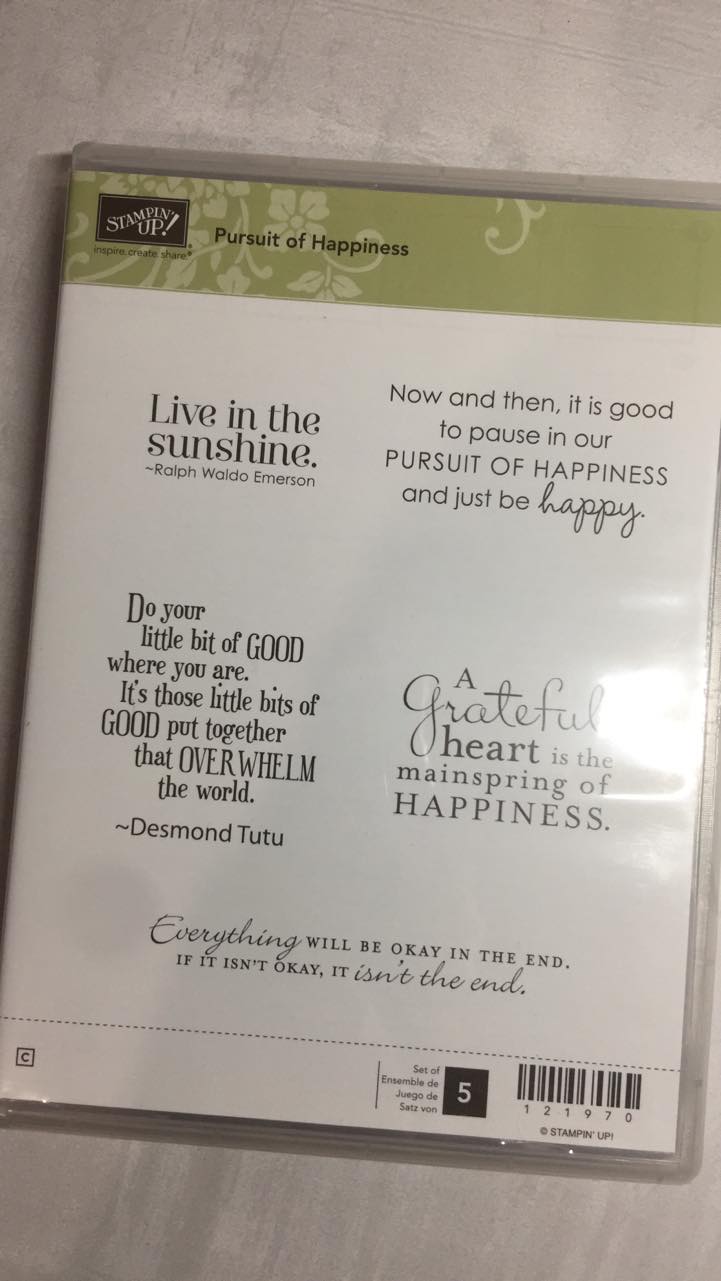 STAMPIN' UP!®
inspire. create. share.®
Pursuit of Happiness
Live in the
sunshine.
~Ralph Waldo Emerson
Now and then, it is good
to pause in our
PURSUIT OF HAPPINESS
and just be happy.
Do your
little bit of GOOD
where you are.
It's those little bits of
GOOD put together
that OVERWHELM
the world.
~Desmond Tutu
A
Grateful
heart is the
mainspring of
HAPPINESS.
Everything WILL BE OKAY IN THE END.
IF IT ISN'T OKAY, IT isn't the end.
C
Set of
Ensemble de
Juego de
Satz von
5
1 2 1 9 7 0
© STAMPIN' UP!